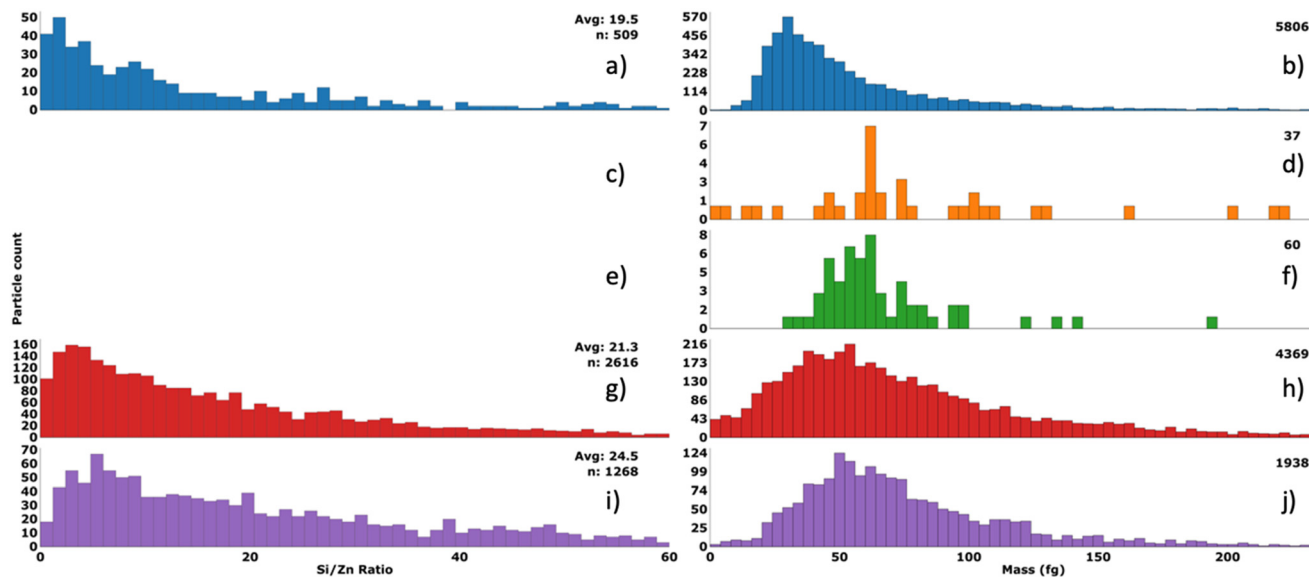 50
40
30
20
10
0
Avg: 19.5
n: 509
a)
570
456
342
228
114
0
5806
b)
c)
7
6
4
3
1
0
37
d)
Particle count
e)
8
6
5
3
2
0
60
f)
160
140
120
100
80
60
40
20
0
Avg: 21.3
n: 2616
g)
216
173
130
86
43
0
4369
h)
70
60
50
40
30
20
10
0
Avg: 24.5
n: 1268
i)
124
99
74
50
25
0
1938
j)
0 20 40 60
Si/Zn Ratio
50 100 150 200
Mass (fg)